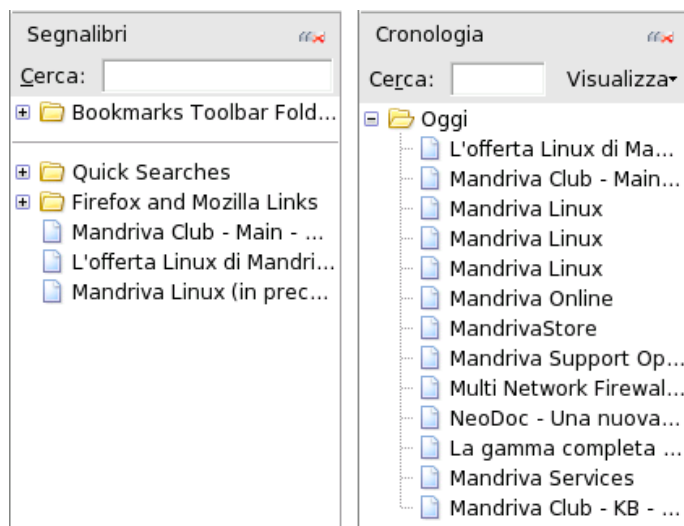 Segnalibri
Cerca:
Bookmarks Toolbar Fold...
Quick Searches
Firefox and Mozilla Links
Mandriva Club - Main - ...
L'offerta Linux di Mandri...
Mandriva Linux (in prec...
Cronologia
Cerca: Visualizza
Oggi
L'offerta Linux di Ma...
Mandriva Club - Main...
Mandriva Linux
Mandriva Linux
Mandriva Linux
Mandriva Online
MandrivaStore
Mandriva Support Op...
Multi Network Firewal...
NeoDoc - Una nuova...
La gamma completa ...
Mandriva Services
Mandriva Club - KB - ...